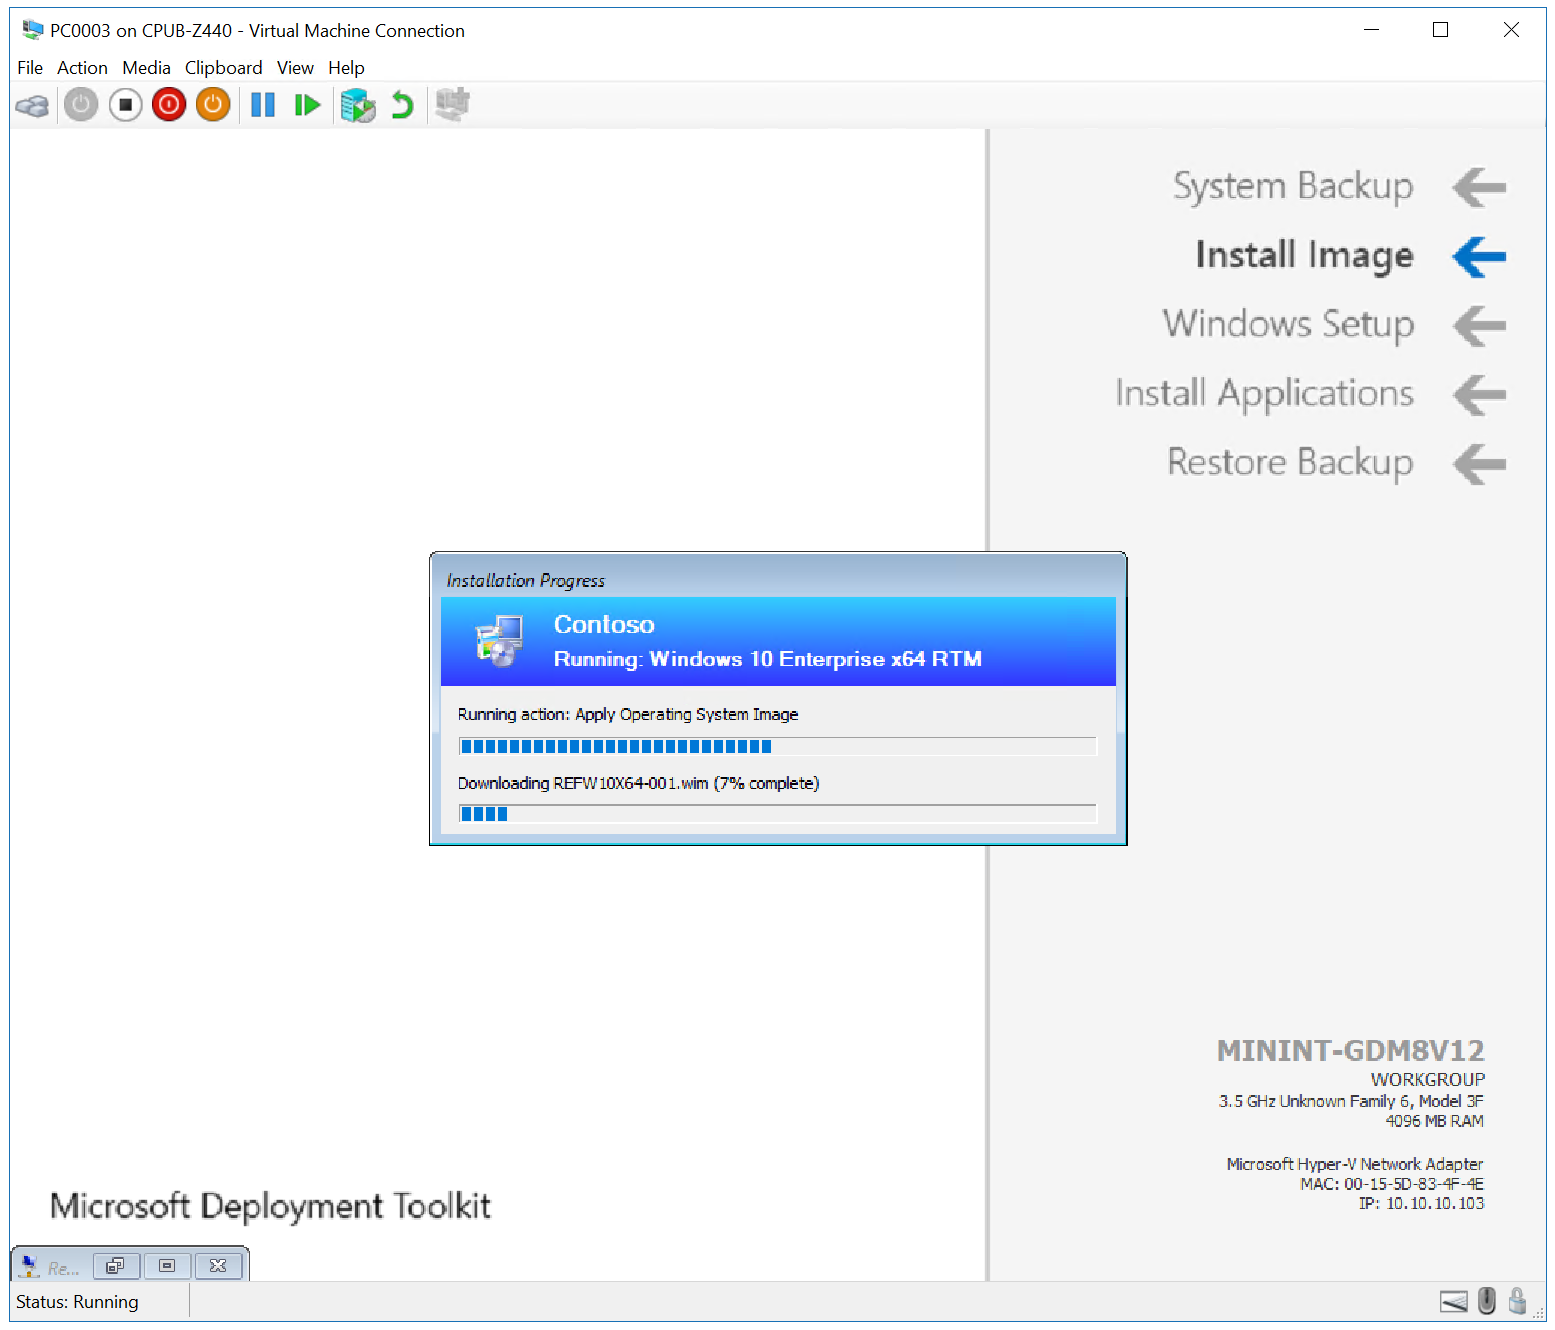 PC0003 on CPUB-Z440 - Virtual Machine Connection
File Action Media Clipboard View Help
System Backup
Install Image
Windows Setup
Install Applications
Restore Backup
Installation Progress
Contoso
Running: Windows 10 Enterprise x64 RTM
Running action: Apply Operating System Image
Downloading REFW10X64-001.wim (7% complete)
MININT-GDM8V12
WORKGROUP
3.5 GHz Unknown Family 6, Model 3F
4096 MB RAM
Microsoft Hyper-V Network Adapter
MAC: 00-15-5D-83-4F-4E
IP: 10.10.10.103
Microsoft Deployment Toolkit
Re...
Status: Running